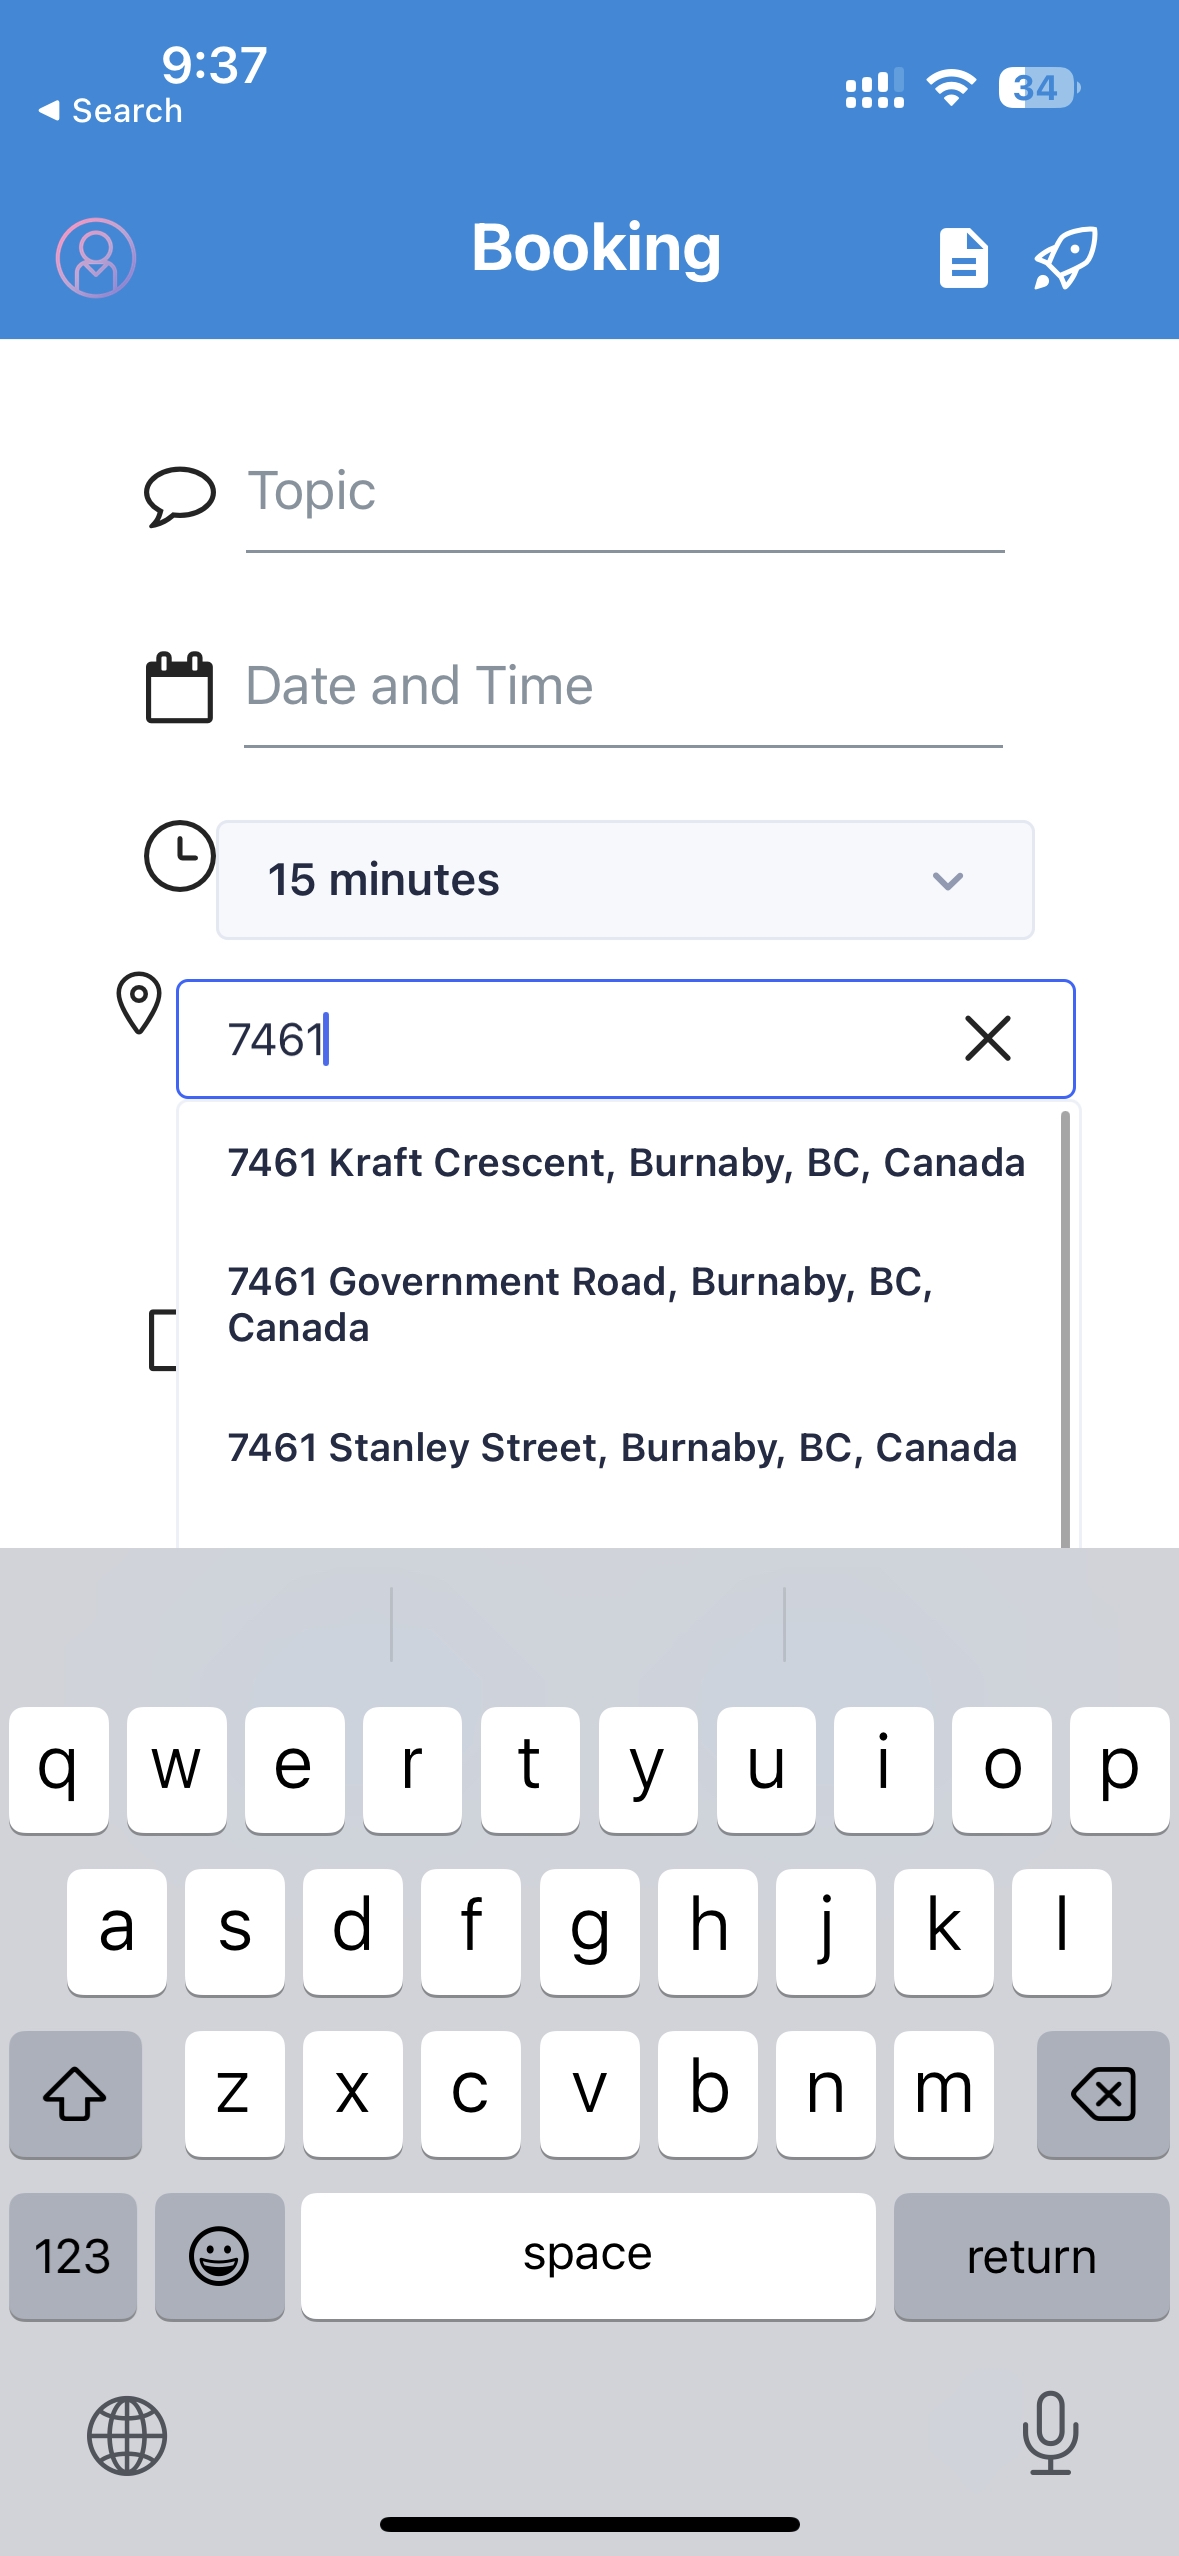 9:37
Search
34
Booking
Topic
Date and Time
15 minutes
7461
7461 Kraft Crescent, Burnaby, BC, Canada
7461 Government Road, Burnaby, BC,
Canada
7461 Stanley Street, Burnaby, BC, Canada
q w e r t y u i o p
a s d f g h j k l
z x c v b n m
123 space return